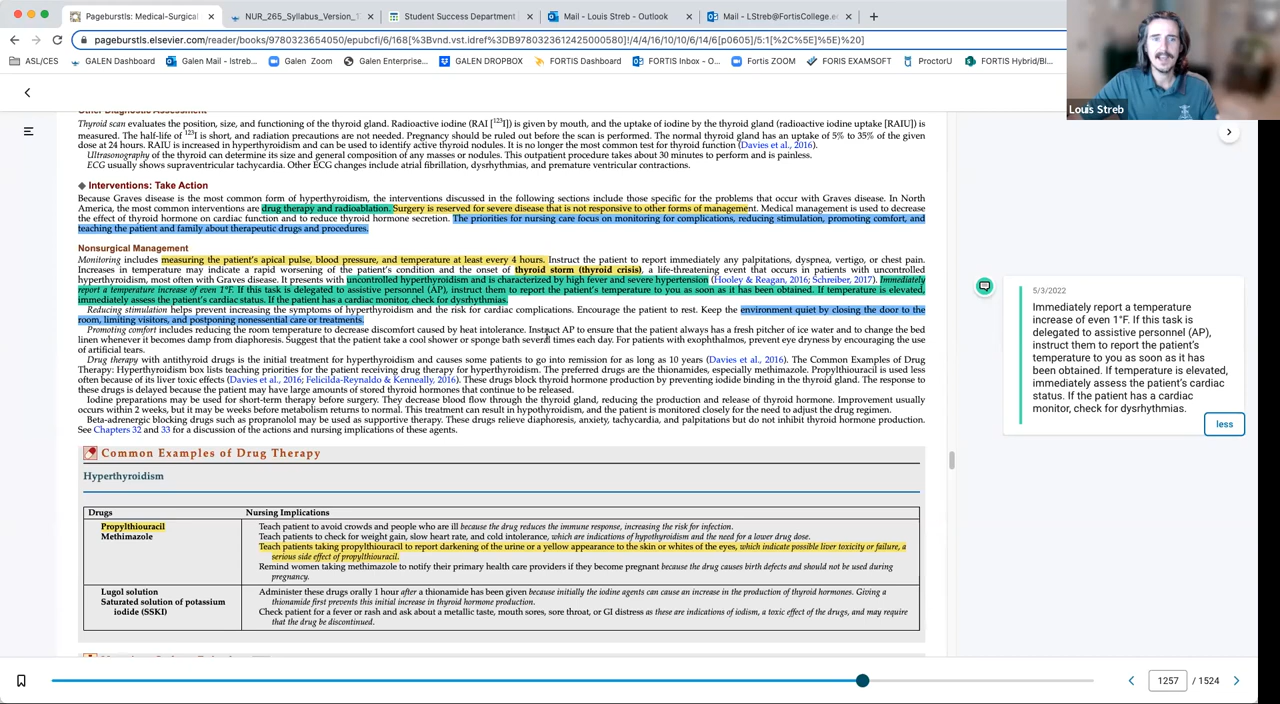 Pageburstls: Medical-Surgical
NUR_265_Syllabus_Version_1
Student Success Department
Mail - Louis Streb - Outlook
Mail - LStreb@FortisCollege.e
pageburstls.elsevier.com/reader/books/9780323654050/epubcfi/6/168[%3Bvnd.vst.idref%3DB9780323612425000580]!/4/4/16/10/10/6/14/6[p0605]/5:1[%2C%5E]%5E)%20]
ASL/CES
GALEN Dashboard
Galen Mail - lstreb...
Galen Zoom
Galen Enterprise...
GALEN DROPBOX
FORTIS Dashboard
FORTIS Inbox - O...
Fortis ZOOM
FORIS EXAMSOFT
ProctorU
FORTIS Hybrid/Bl...
Louis Streb
Other Diagnostic Assessment
Thyroid scan evaluates the position, size, and functioning of the thyroid gland. Radioactive iodine (RAI [123I]) is given by mouth, and the uptake of iodine by the thyroid gland (radioactive iodine uptake [RAIU]) is
measured. The half-life of 123I is short, and radiation precautions are not needed. Pregnancy should be ruled out before the scan is performed. The normal thyroid gland has an uptake of 5% to 35% of the given
dose at 24 hours. RAIU is increased in hyperthyroidism and can be used to identify active thyroid nodules. It is no longer the most common test for thyroid function (Davies et al., 2016).
Ultrasonography of the thyroid can determine its size and general composition of any masses or nodules. This outpatient procedure takes about 30 minutes to perform and is painless.
ECG usually shows supraventricular tachycardia. Other ECG changes include atrial fibrillation, dysrhythmias, and premature ventricular contractions.
◆ Interventions: Take Action
Because Graves disease is the most common form of hyperthyroidism, the interventions discussed in the following sections include those specific for the problems that occur with Graves disease. In North
America, the most common interventions are drug therapy and radioablation. Surgery is reserved for severe disease that is not responsive to other forms of management. Medical management is used to decrease
the effect of thyroid hormone on cardiac function and to reduce thyroid hormone secretion. The priorities for nursing care focus on monitoring for complications, reducing stimulation, promoting comfort, and
teaching the patient and family about therapeutic drugs and procedures.
Nonsurgical Management
Monitoring includes measuring the patient's apical pulse, blood pressure, and temperature at least every 4 hours. Instruct the patient to report immediately any palpitations, dyspnea, vertigo, or chest pain.
Increases in temperature may indicate a rapid worsening of the patient's condition and the onset of thyroid storm (thyroid crisis), a life-threatening event that occurs in patients with uncontrolled
hyperthyroidism, most often with Graves disease. It presents with uncontrolled hyperthyroidism and is characterized by high fever and severe hypertension (Hooley & Reagan, 2016; Schreiber, 2017). Immediately
report a temperature increase of even 1°F. If this task is delegated to assistive personnel (AP), instruct them to report the patient's temperature to you as soon as it has been obtained. If temperature is elevated,
immediately assess the patient's cardiac status. If the patient has a cardiac monitor, check for dysrhythmias.
Reducing stimulation helps prevent increasing the symptoms of hyperthyroidism and the risk for cardiac complications. Encourage the patient to rest. Keep the environment quiet by closing the door to the
room, limiting visitors, and postponing nonessential care or treatments.
Promoting comfort includes reducing the room temperature to decrease discomfort caused by heat intolerance. Instruct AP to ensure that the patient always has a fresh pitcher of ice water and to change the bed
linen whenever it becomes damp from diaphoresis. Suggest that the patient take a cool shower or sponge bath several times each day. For patients with exophthalmos, prevent eye dryness by encouraging the use
of artificial tears.
Drug therapy with antithyroid drugs is the initial treatment for hyperthyroidism and causes some patients to go into remission for as long as 10 years (Davies et al., 2016). The Common Examples of Drug
Therapy: Hyperthyroidism box lists teaching priorities for the patient receiving drug therapy for hyperthyroidism. The preferred drugs are the thionamides, especially methimazole. Propylthiouracil is used less
often because of its liver toxic effects (Davies et al., 2016; Felicilda-Reynaldo & Kenneally, 2016). These drugs block thyroid hormone production by preventing iodide binding in the thyroid gland. The response to
these drugs is delayed because the patient may have large amounts of stored thyroid hormones that continue to be released.
Iodine preparations may be used for short-term therapy before surgery. They decrease blood flow through the thyroid gland, reducing the production and release of thyroid hormone. Improvement usually
occurs within 2 weeks, but it may be weeks before metabolism returns to normal. This treatment can result in hypothyroidism, and the patient is monitored closely for the need to adjust the drug regimen.
Beta-adrenergic blocking drugs such as propranolol may be used as supportive therapy. These drugs relieve diaphoresis, anxiety, tachycardia, and palpitations but do not inhibit thyroid hormone production.
See Chapters 32 and 33 for a discussion of the actions and nursing implications of these agents.
Common Examples of Drug Therapy
Hyperthyroidism
Drugs
Nursing Implications
Propylthiouracil
Methimazole
Teach patient to avoid crowds and people who are ill because the drug reduces the immune response, increasing the risk for infection.
Teach patients to check for weight gain, slow heart rate, and cold intolerance, which are indications of hypothyroidism and the need for a lower drug dose.
Teach patients taking propylthiouracil to report darkening of the urine or a yellow appearance to the skin or whites of the eyes, which indicate possible liver toxicity or failure, a
serious side effect of propylthiouracil.
Remind women taking methimazole to notify their primary health care providers if they become pregnant because the drug causes birth defects and should not be used during
pregnancy.
Lugol solution
Saturated solution of potassium
iodide (SSKI)
Administer these drugs orally 1 hour after a thionamide has been given because initially the iodine agents can cause an increase in the production of thyroid hormones. Giving a
thionamide first prevents this initial increase in thyroid hormone production.
Check patient for a fever or rash and ask about a metallic taste, mouth sores, sore throat, or GI distress as these are indications of iodism, a toxic effect of the drugs, and may require
that the drug be discontinued.
5/3/2022
Immediately report a temperature
increase of even 1°F. If this task is
delegated to assistive personnel (AP),
instruct them to report the patient's
temperature to you as soon as it has
been obtained. If temperature is elevated,
immediately assess the patient's cardiac
status. If the patient has a cardiac
monitor, check for dysrhythmias.
less
1257 / 1524